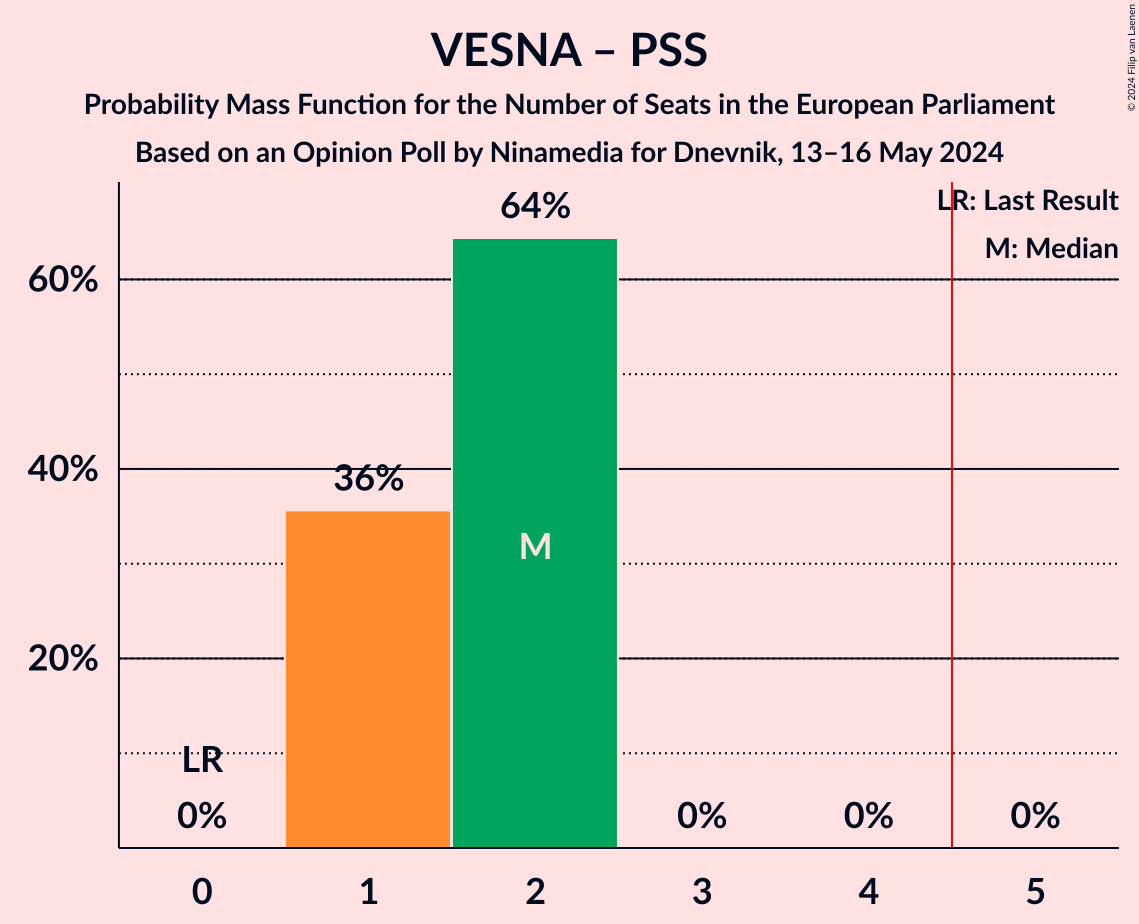 VESNA – PSS
Probability Mass Function for the Number of Seats in the European Parliament
Based on an Opinion Poll by Ninamedia for Dnevnik, 13–16 May 2024
© 2024 Filip van Laenen
LR: Last Result
M: Median
64%
60%
40%
36%
M
20%
LR
0%
0%
0%
0%
0 1 2 3 4 5